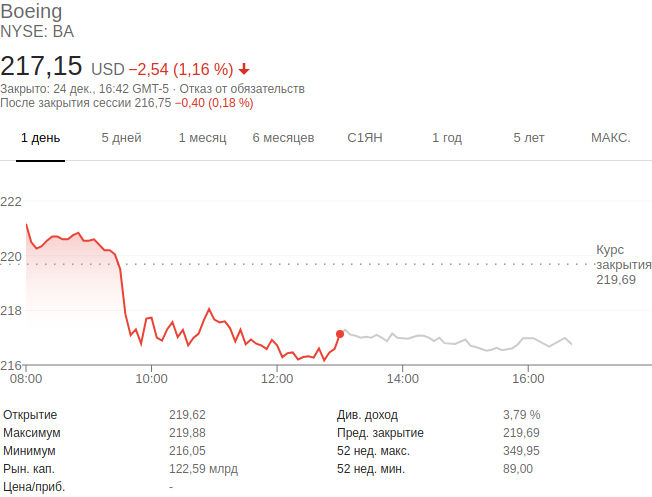 Boeing
NYSE: BA
217,15 USD −2,54 (1,16 %)
Закрыто: 24 дек., 16:42 GMT-5 · Отказ от обязательств
После закрытия сессии 216,75 −0,40 (0,18 %)
1 день 5 дней 1 месяц 6 месяцев С1ЯН 1 год 5 лет МАКС.
222
220
218
216
Курс
закрытия
219,69
08:00 10:00 12:00 14:00 16:00
Открытие 219,62 Див. доход 3,79 %
Максимум 219,88 Пред. закрытие 219,69
Минимум 216,05 52 нед. макс. 349,95
Рын. кап. 122,59 млрд 52 нед. мин. 89,00
Цена/приб. -